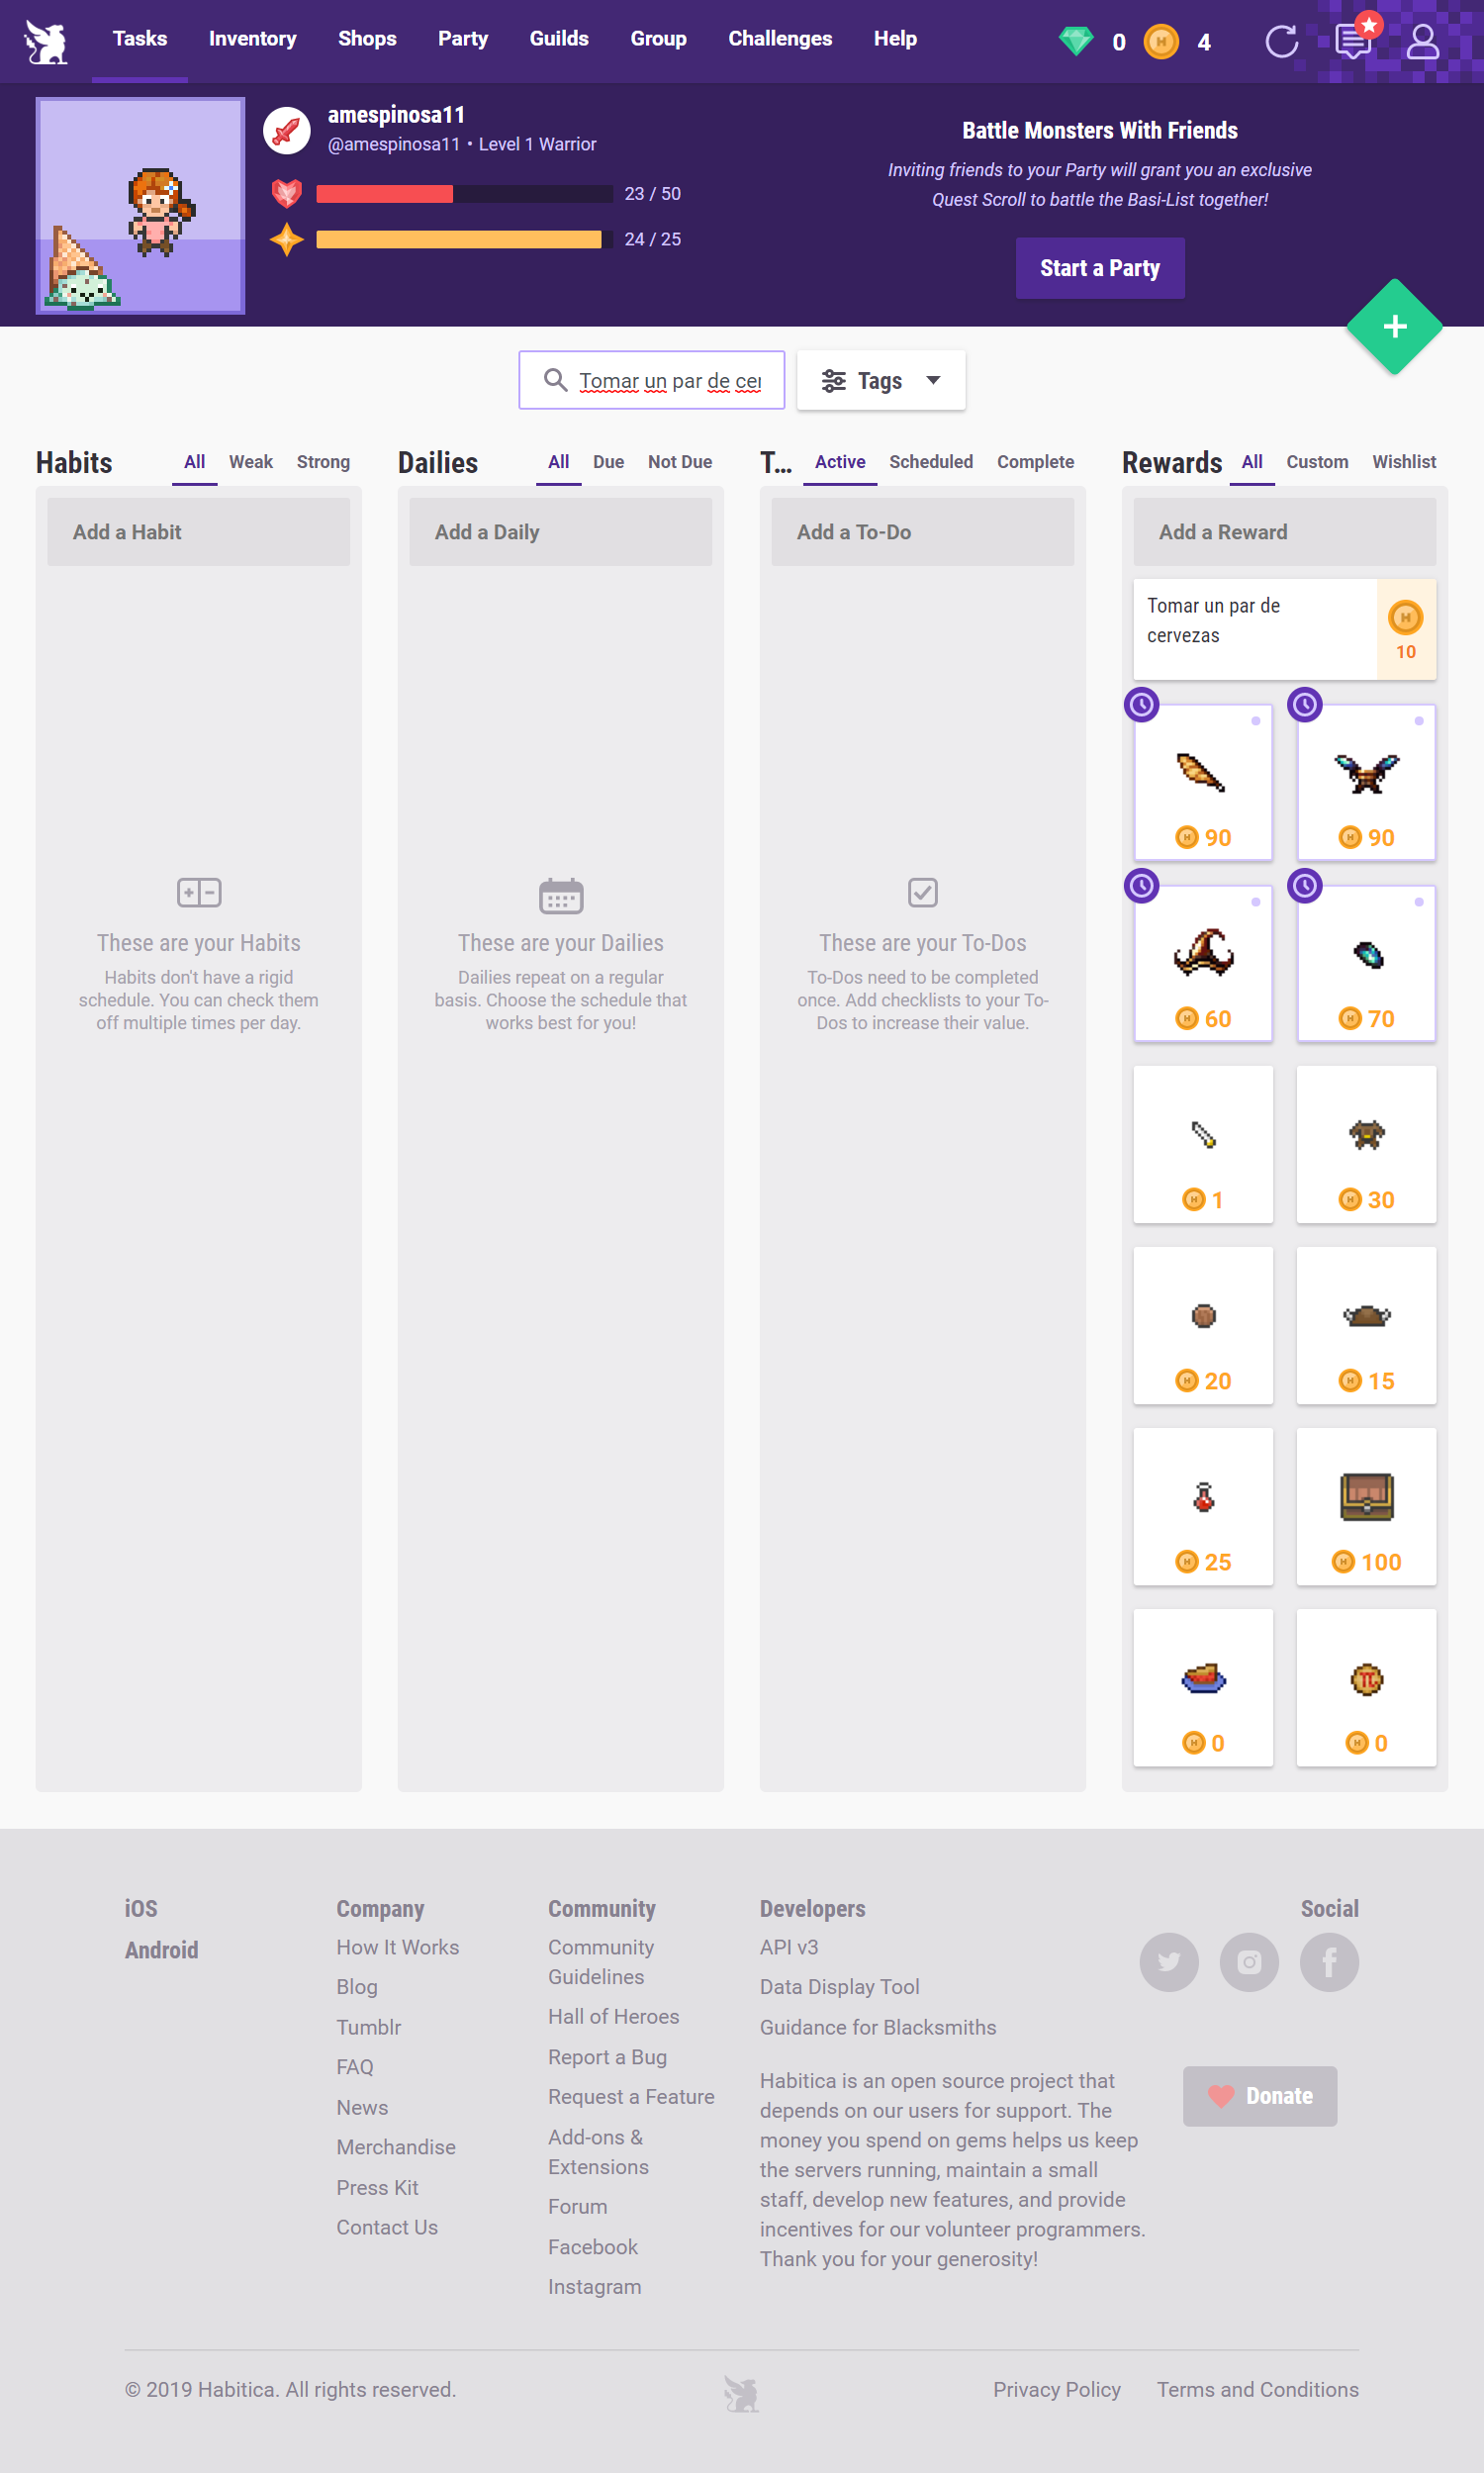 Tasks Inventory Shops Party Guilds Group Challenges Help 0 4
amespinosa11
@amespinosa11 • Level 1 Warrior
23 / 50
24 / 25
Battle Monsters With Friends
Inviting friends to your Party will grant you an exclusive
Quest Scroll to battle the Basi-List together!
Start a Party
Tomar un par de cer
Tags
Habits All Weak Strong
Add a Habit
These are your Habits
Habits don't have a rigid
schedule. You can check them
off multiple times per day.
Dailies All Due Not Due
Add a Daily
These are your Dailies
Dailies repeat on a regular
basis. Choose the schedule that
works best for you!
T... Active Scheduled Complete
Add a To-Do
These are your To-Dos
To-Dos need to be completed
once. Add checklists to your To-
Dos to increase their value.
Rewards All Custom Wishlist
Add a Reward
Tomar un par de
cervezas
10
90 90
60 70
1 30
20 15
25 100
0 0
iOS
Android
Company
How It Works
Blog
Tumblr
FAQ
News
Merchandise
Press Kit
Contact Us
Community
Community
Guidelines
Hall of Heroes
Report a Bug
Request a Feature
Add-ons &
Extensions
Forum
Facebook
Instagram
Developers
API v3
Data Display Tool
Guidance for Blacksmiths
Habitica is an open source project that
depends on our users for support. The
money you spend on gems helps us keep
the servers running, maintain a small
staff, develop new features, and provide
incentives for our volunteer programmers.
Thank you for your generosity!
Social
Donate
© 2019 Habitica. All rights reserved.
Privacy Policy Terms and Conditions